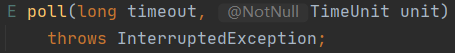 E poll(long timeout, @NotNull TimeUnit unit)
throws InterruptedException;